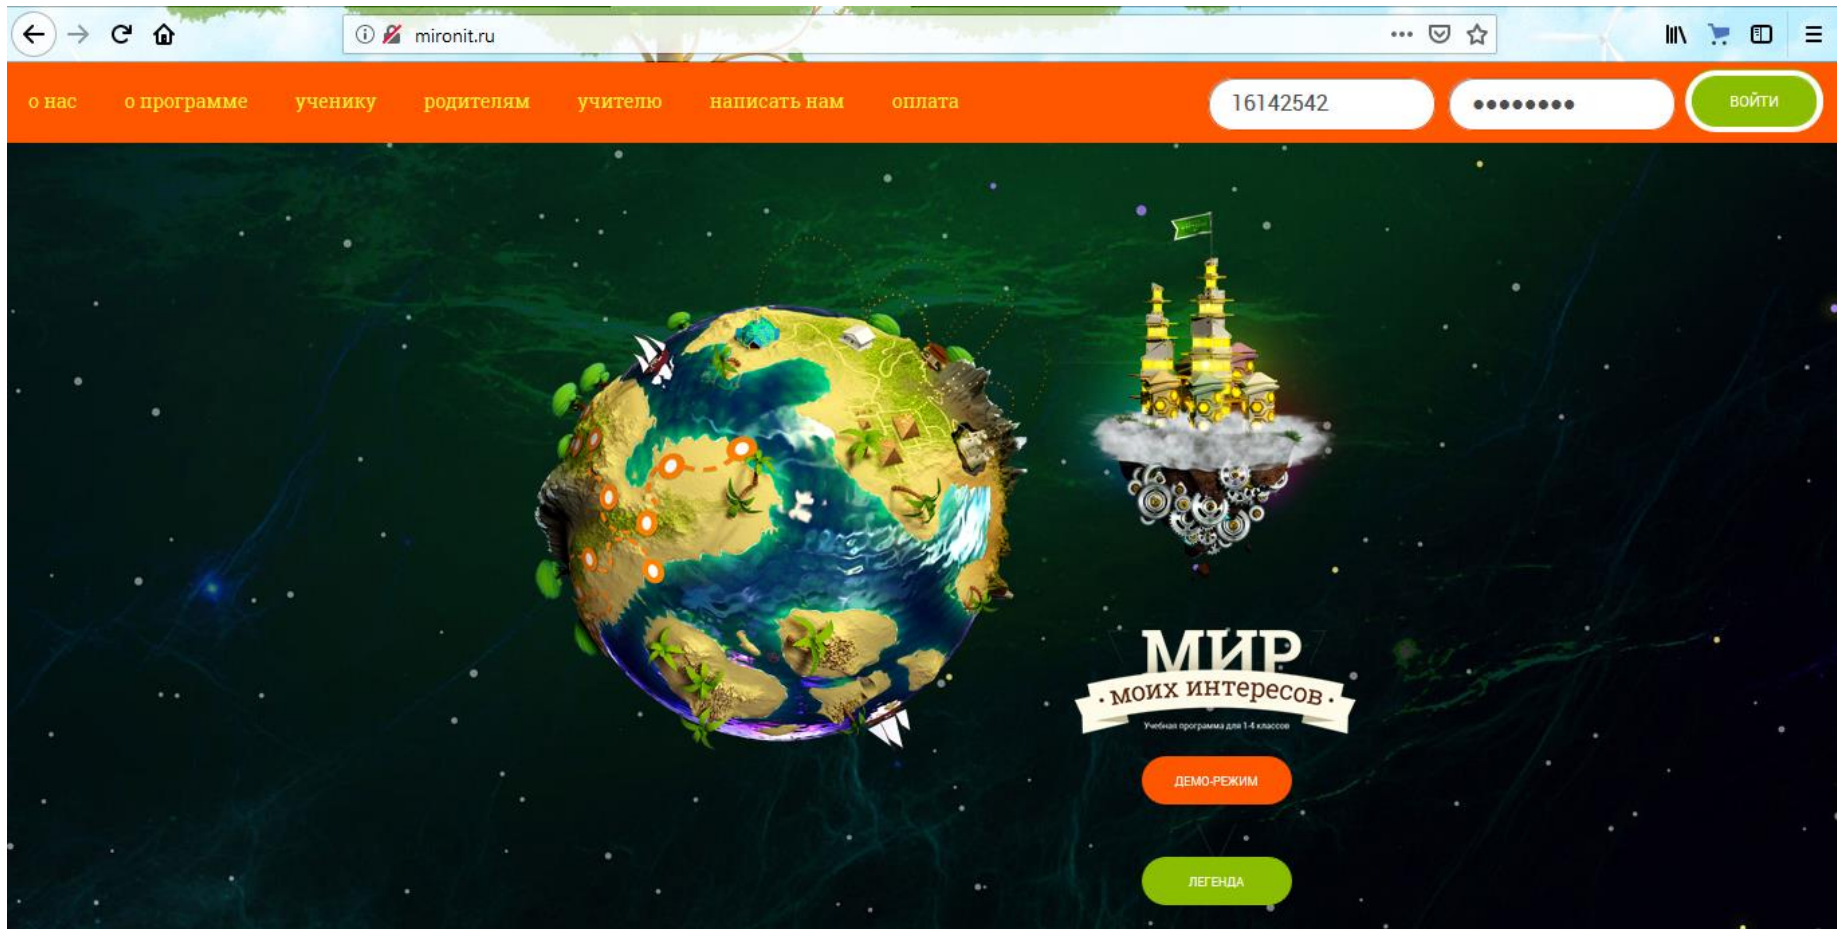 mironit.ru
о нас о программе ученику родителям учителю написать нам оплата 16142542 ●●●●●●●● ВОЙТИ
МИР
· моих интересов ·
Учебная программа для 1-4 классов
ДЕМО-РЕЖИМ
ЛЕГЕНДА